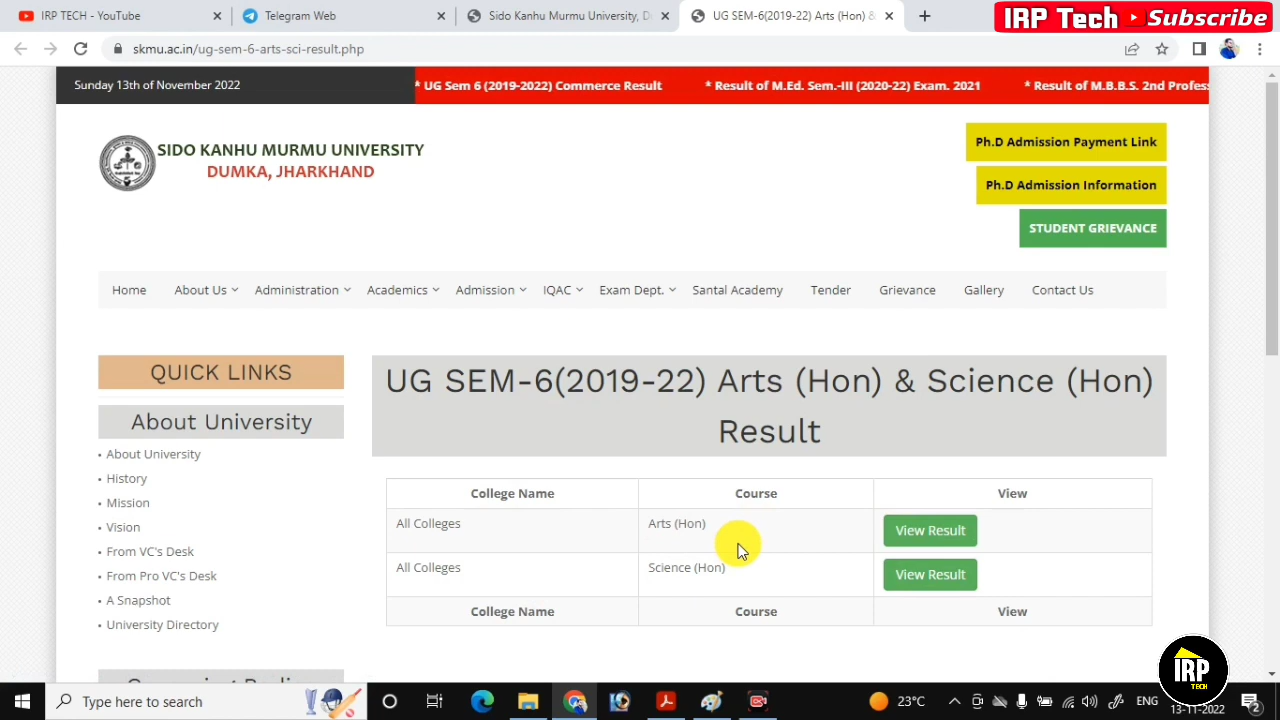 IRP TECH - YouTube
Telegram Web
Sido Kanhu Murmu University, D
UG SEM-6(2019-22) Arts (Hon) &
IRP Tech Subscribe
skmu.ac.in/ug-sem-6-arts-sci-result.php
Sunday 13th of November 2022
* UG Sem 6 (2019-2022) Commerce Result
* Result of M.Ed. Sem.-III (2020-22) Exam. 2021
* Result of M.B.B.S. 2nd Profes
SIDO KANHU MURMU UNIVERSITY
DUMKA, JHARKHAND
Ph.D Admission Payment Link
Ph.D Admission Information
STUDENT GRIEVANCE
Home About Us Administration Academics Admission IQAC Exam Dept. Santal Academy Tender Grievance Gallery Contact Us
QUICK LINKS
About University
• About University
• History
• Mission
• Vision
• From VC's Desk
• From Pro VC's Desk
• A Snapshot
• University Directory
UG SEM-6(2019-22) Arts (Hon) & Science (Hon)
Result
College Name Course View
All Colleges Arts (Hon) View Result
All Colleges Science (Hon) View Result
College Name Course View
IRP
TECH
Type here to search
23°C
ENG
13-11-2022
2